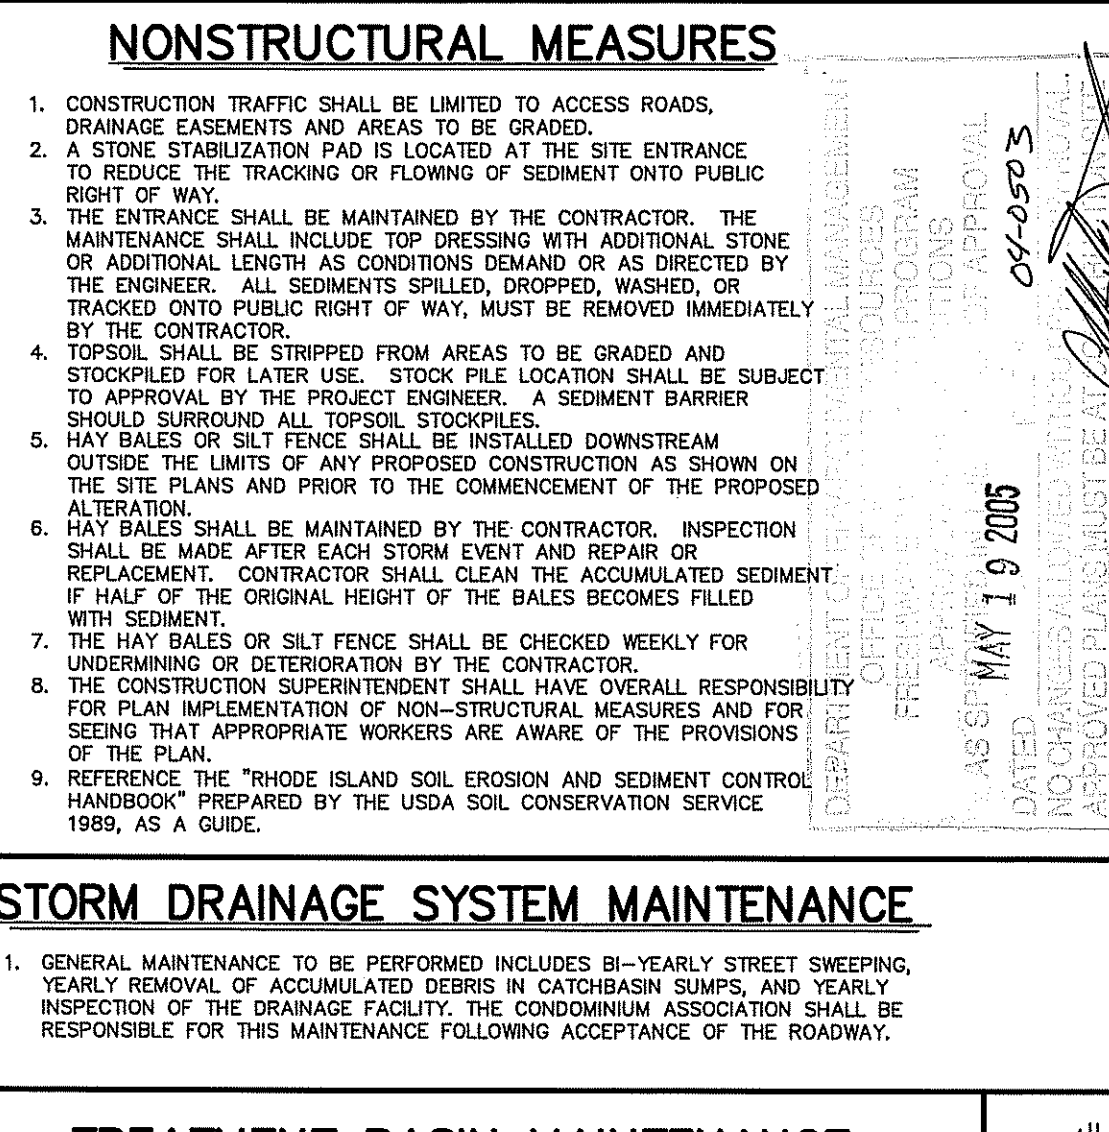 NONSTRUCTURAL MEASURES
1. CONSTRUCTION TRAFFIC SHALL BE LIMITED TO ACCESS ROADS,
DRAINAGE EASEMENTS AND AREAS TO BE GRADED.
2. A STONE STABILIZATION PAD IS LOCATED AT THE SITE ENTRANCE
TO REDUCE THE TRACKING OR FLOWING OF SEDIMENT ONTO PUBLIC
RIGHT OF WAY.
3. THE ENTRANCE SHALL BE MAINTAINED BY THE CONTRACTOR. THE
MAINTENANCE SHALL INCLUDE TOP DRESSING WITH ADDITIONAL STONE
OR ADDITIONAL LENGTH AS CONDITIONS DEMAND OR AS DIRECTED BY
THE ENGINEER. ALL SEDIMENTS SPILLED, DROPPED, WASHED, OR
TRACKED ONTO PUBLIC RIGHT OF WAY, MUST BE REMOVED IMMEDIATELY
BY THE CONTRACTOR.
4. TOPSOIL SHALL BE STRIPPED FROM AREAS TO BE GRADED AND
STOCKPILED FOR LATER USE. STOCK PILE LOCATION SHALL BE SUBJECT
TO APPROVAL BY THE PROJECT ENGINEER. A SEDIMENT BARRIER
SHOULD SURROUND ALL TOPSOIL STOCKPILES.
5. HAY BALES OR SILT FENCE SHALL BE INSTALLED DOWNSTREAM
OUTSIDE THE LIMITS OF ANY PROPOSED CONSTRUCTION AS SHOWN ON
THE SITE PLANS AND PRIOR TO THE COMMENCEMENT OF THE PROPOSED
ALTERATION.
6. HAY BALES SHALL BE MAINTAINED BY THE CONTRACTOR. INSPECTION
SHALL BE MADE AFTER EACH STORM EVENT AND REPAIR OR
REPLACEMENT. CONTRACTOR SHALL CLEAN THE ACCUMULATED SEDIMENT
IF HALF OF THE ORIGINAL HEIGHT OF THE BALES BECOMES FILLED
WITH SEDIMENT.
7. THE HAY BALES OR SILT FENCE SHALL BE CHECKED WEEKLY FOR
UNDERMINING OR DETERIORATION BY THE CONTRACTOR.
8. THE CONSTRUCTION SUPERINTENDENT SHALL HAVE OVERALL RESPONSIBILITY
FOR PLAN IMPLEMENTATION OF NON-STRUCTURAL MEASURES AND FOR
SEEING THAT APPROPRIATE WORKERS ARE AWARE OF THE PROVISIONS
OF THE PLAN.
9. REFERENCE THE "RHODE ISLAND SOIL EROSION AND SEDIMENT CONTROL
HANDBOOK" PREPARED BY THE USDA SOIL CONSERVATION SERVICE
1989, AS A GUIDE.
DEPARTMENT OF MANAGEMENT
OFFICE
PROGRAM
AS OF APPROVAL
04-0503
DATED MAY 19 2005
NO CHANGES ALLOWED
APPROVED PLANS MUST BE AT
STORM DRAINAGE SYSTEM MAINTENANCE
1. GENERAL MAINTENANCE TO BE PERFORMED INCLUDES BI-YEARLY STREET SWEEPING,
YEARLY REMOVAL OF ACCUMULATED DEBRIS IN CATCHBASIN SUMPS, AND YEARLY
INSPECTION OF THE DRAINAGE FACILITY. THE CONDOMINIUM ASSOCIATION SHALL BE
RESPONSIBLE FOR THIS MAINTENANCE FOLLOWING ACCEPTANCE OF THE ROADWAY.